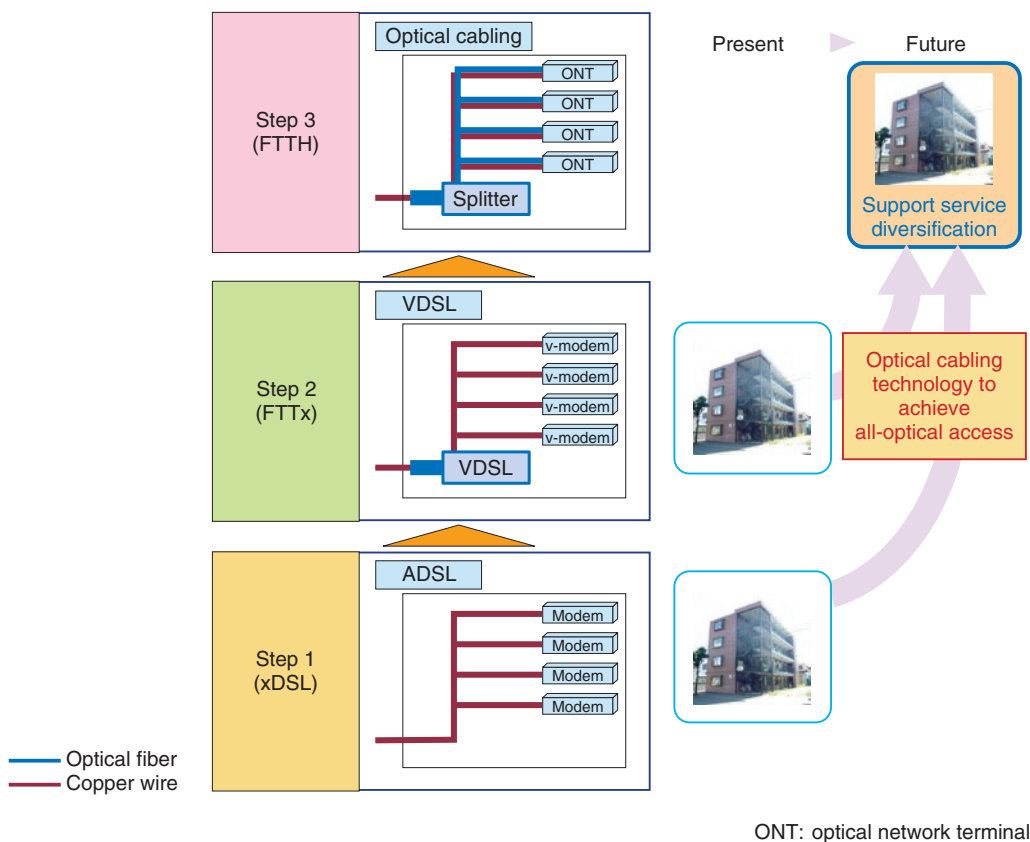 Optical cabling
ONT
ONT
ONT
ONT
Splitter
Step 3
(FTTH)
Present
Future
Support service
diversification
VDSL
v-modem
v-modem
v-modem
v-modem
VDSL
Step 2
(FTTx)
Optical cabling
technology to
achieve
all-optical access
ADSL
Modem
Modem
Modem
Modem
Step 1
(xDSL)
Optical fiber
Copper wire
ONT: optical network terminal